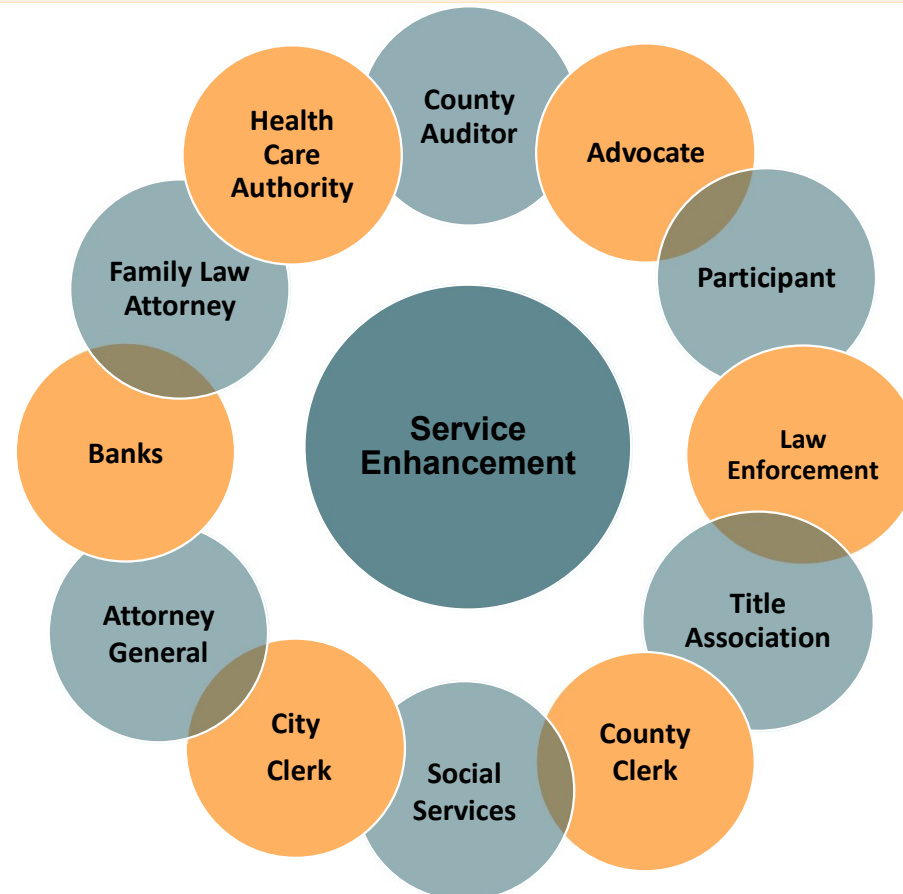 County
Auditor
Advocate
Participant
Law
Enforcement
Title
Association
County
Clerk
Social
Services
City
Clerk
Attorney
General
Banks
Family Law
Attorney
Health
Care
Authority
Service
Enhancement